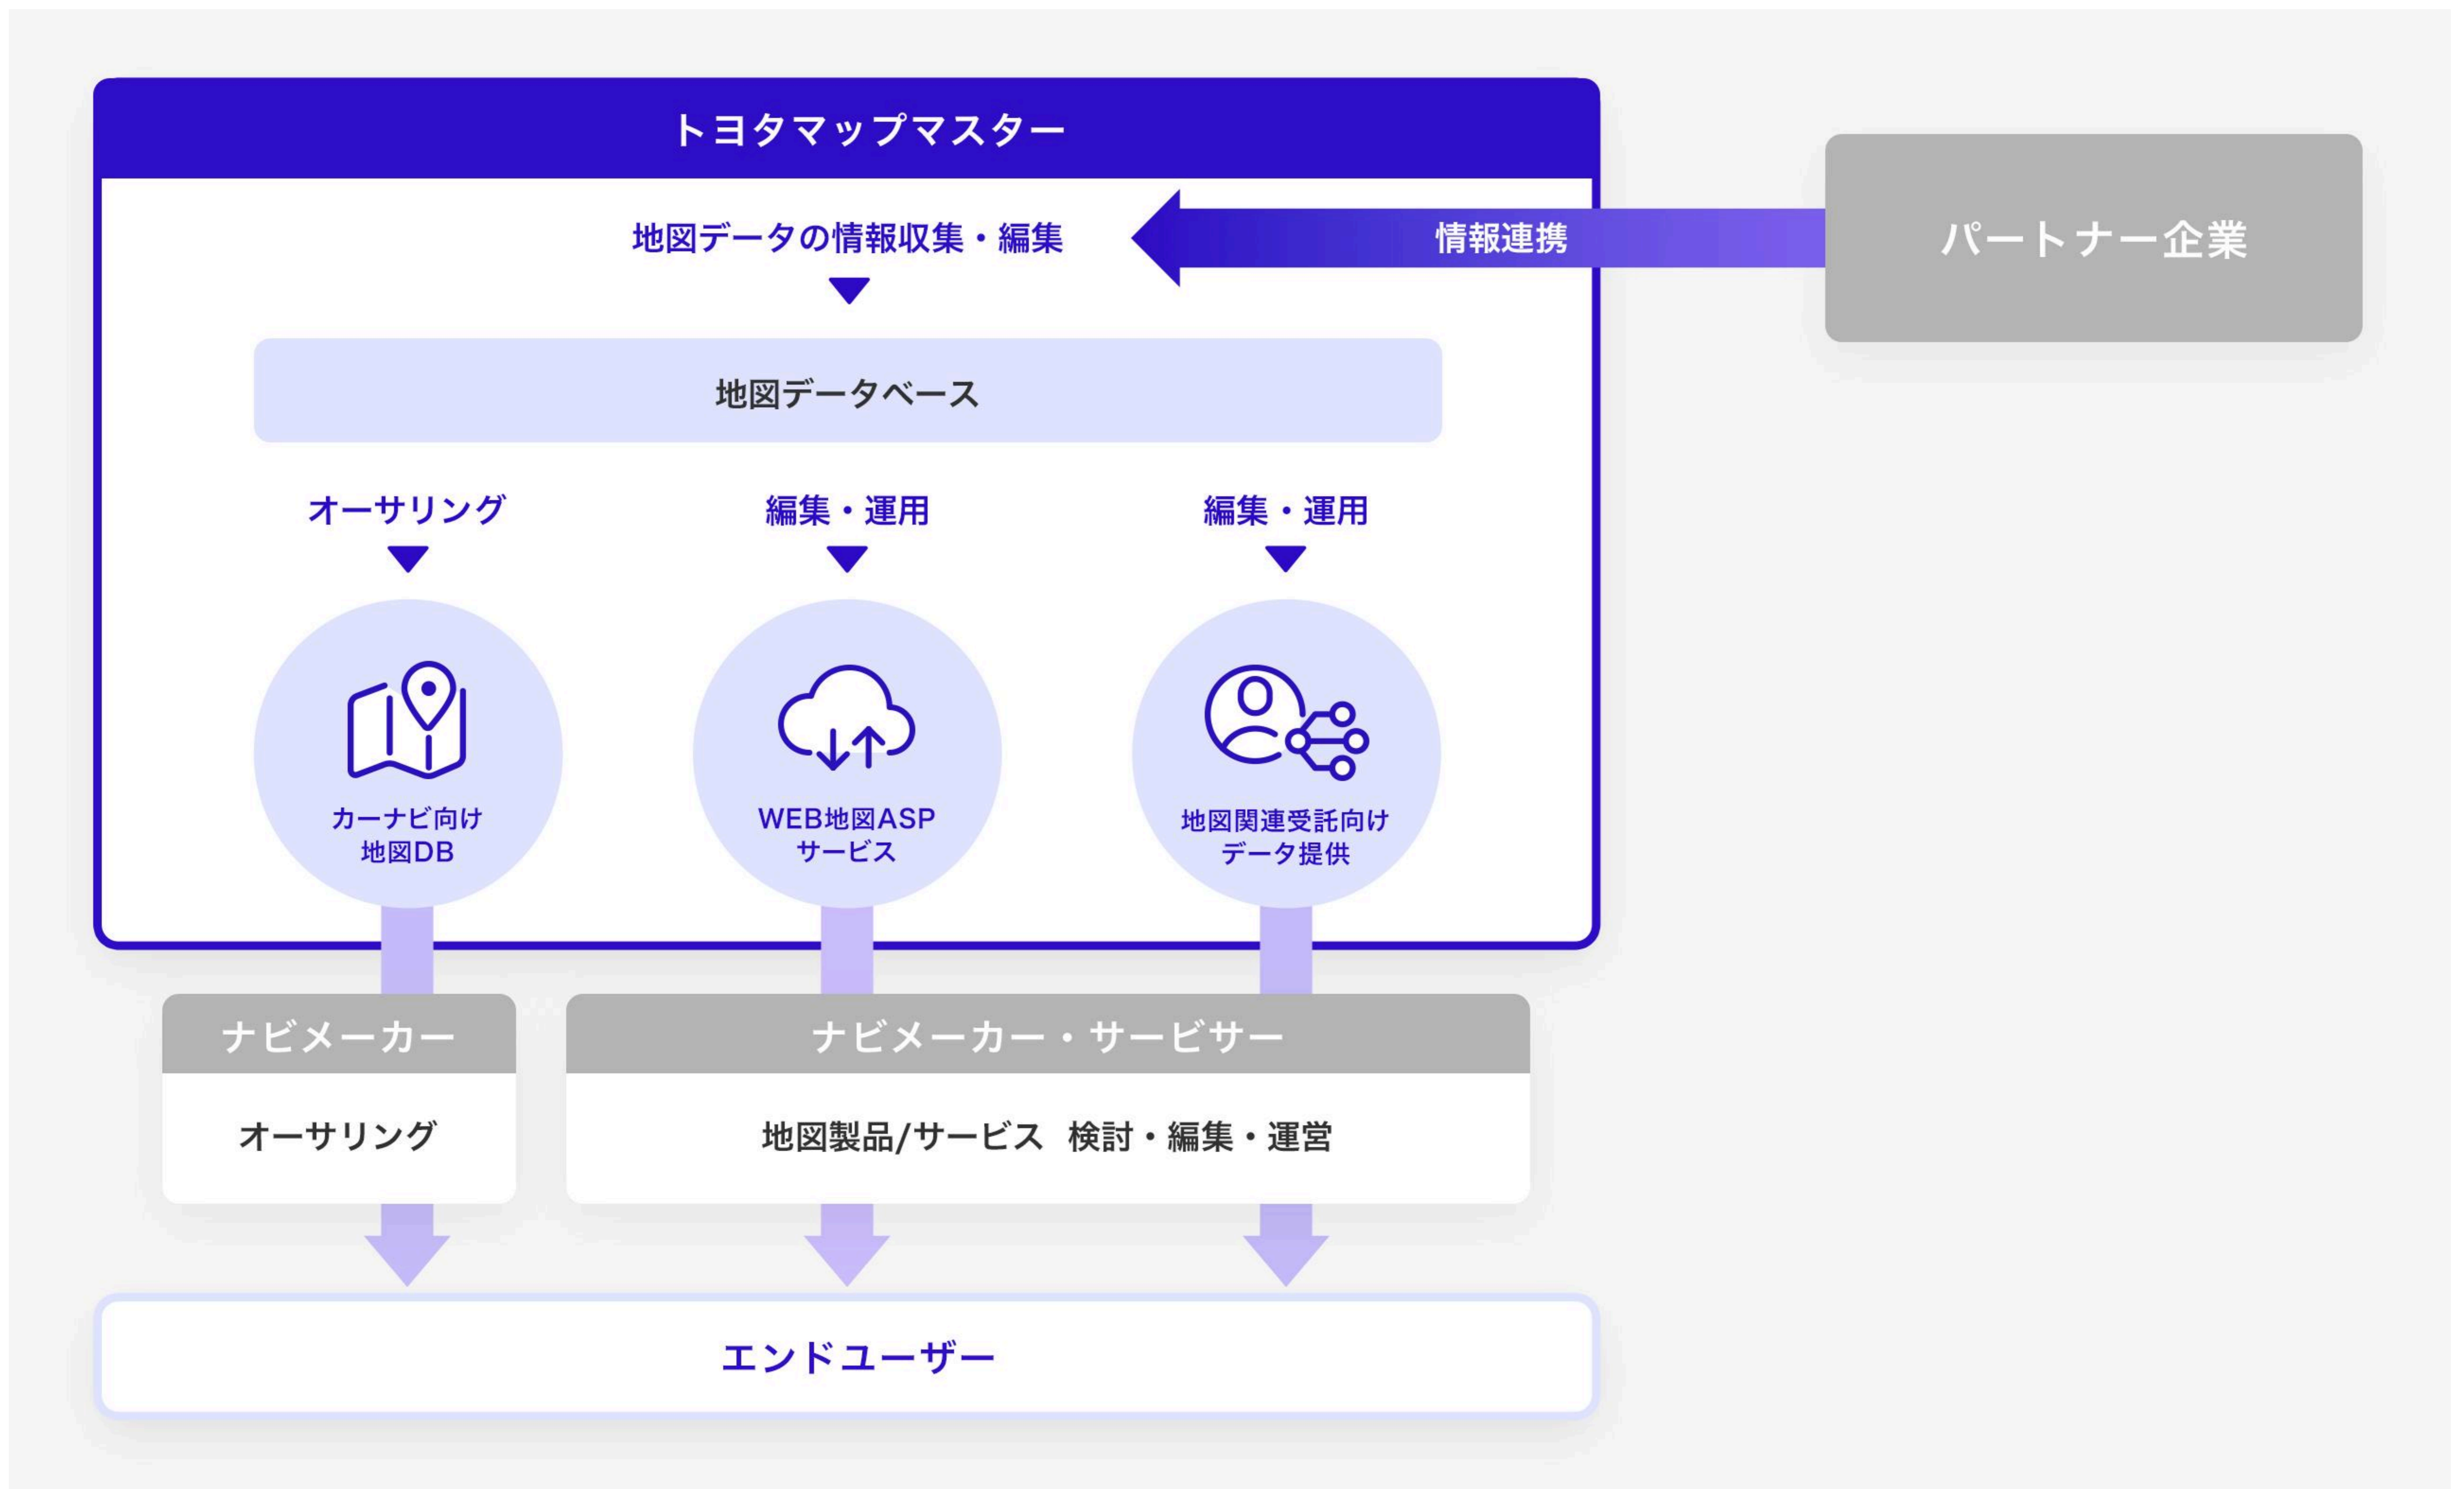 トヨタマップマスター
地図データの情報収集・編集
情報連携
パートナー企業
地図データベース
オーサリング
編集・運用
編集・運用
カーナビ向け
地図DB
WEB地図ASP
サービス
地図関連受託向け
データ提供
ナビメーカー
オーサリング
ナビメーカー・サービサー
地図製品/サービス 検討・編集・運営
エンドユーザー